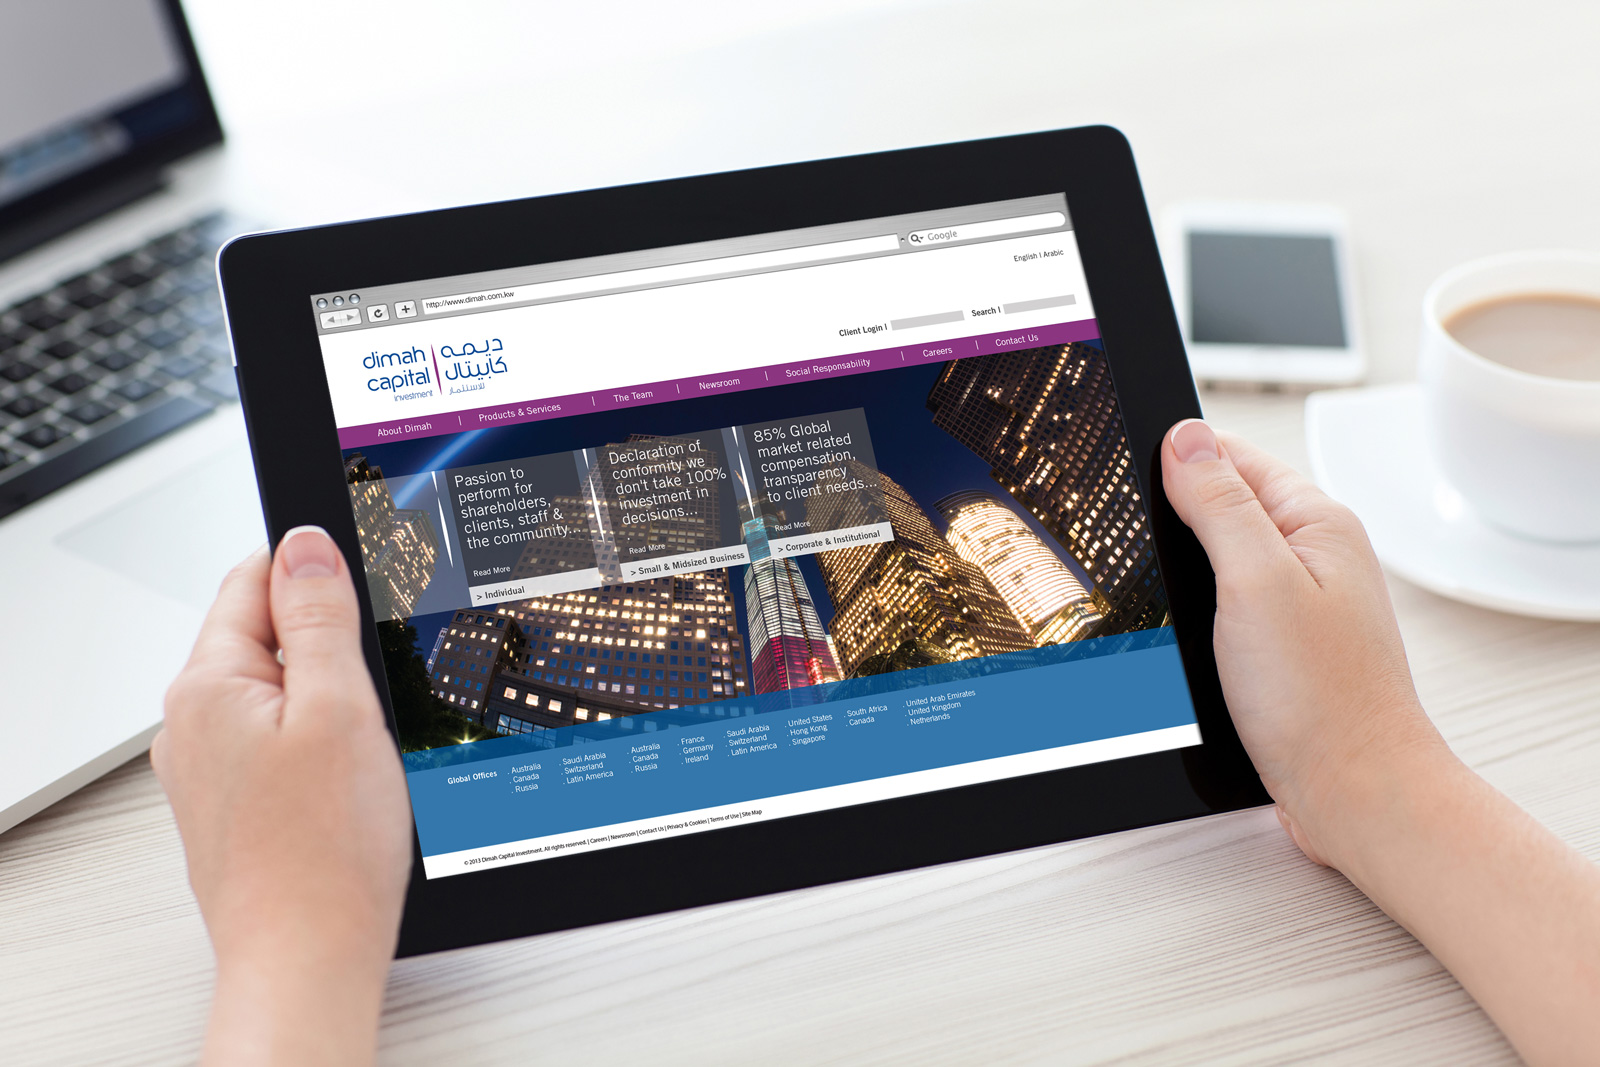 http://www.dimah.com.kw
Google
English I Arabic
Client Login I
Search I
dimah
capital
investment
ديمه
كابيتال
للاستثمار
About Dimah | Products & Services | The Team | Newsroom | Social Responsability | Careers | Contact Us
Passion to
perform for
shareholders,
clients, staff &
the community...
Read More
> Individual
Declaration of
conformity we
don't take 100%
investment in
decisions...
Read More
> Small & Midsized Business
85% Global
market related
compensation,
transparency
to client needs...
Read More
> Corporate & Institutional
Global Offices
. Australia
. Canada
. Russia
. Saudi Arabia
. Switzerland
. Latin America
. Australia
. Canada
. Russia
. France
. Germany
. Ireland
. Saudi Arabia
. Switzerland
. Latin America
. United States
. Hong Kong
. Singapore
. South Africa
. Canada
. United Arab Emirates
. United Kingdom
. Netherlands
© 2013 Dimah Capital Investment. All rights reserved. | Careers | Newsroom | Contact Us | Privacy & Cookies | Terms of Use | Site Map